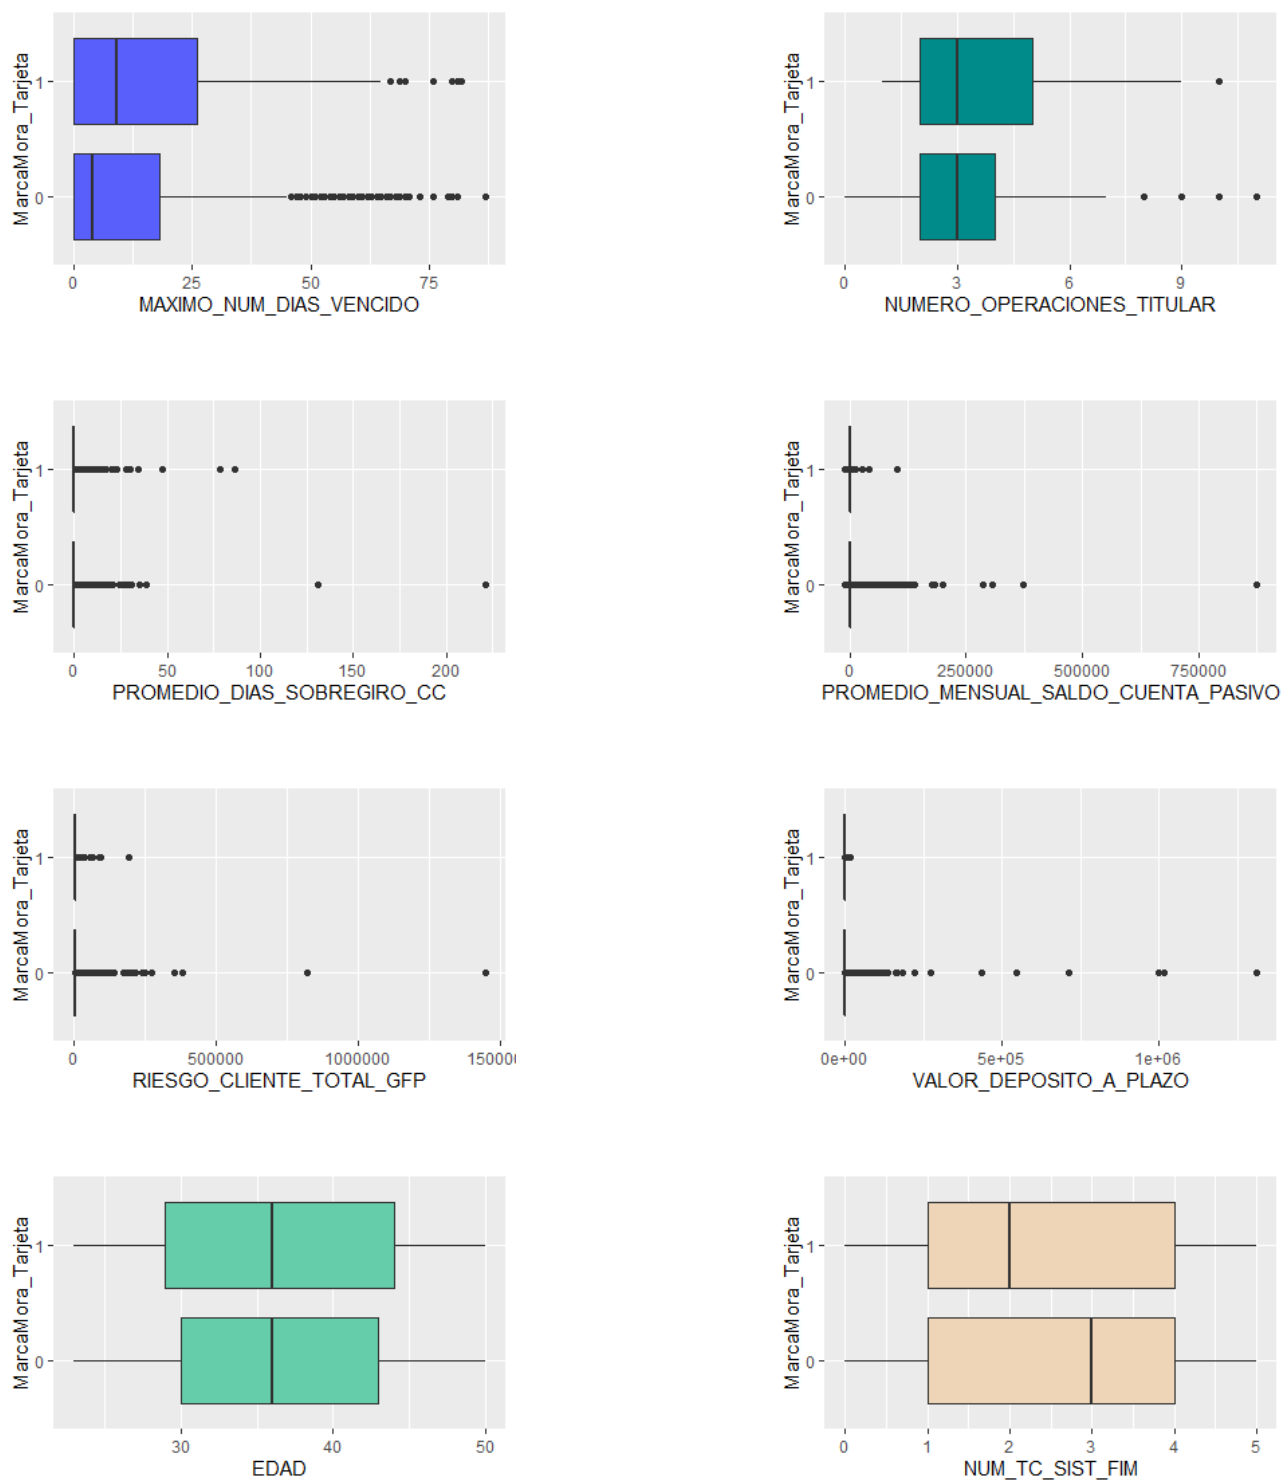 MarcaMora_Tarjeta
1
0
0 25 50 75
MAXIMO_NUM_DIAS_VENCIDO
MarcaMora_Tarjeta
1
0
0 3 6 9
NUMERO_OPERACIONES_TITULAR
MarcaMora_Tarjeta
1
0
0 50 100 150 200
PROMEDIO_DIAS_SOBREGIRO_CC
MarcaMora_Tarjeta
1
0
0 250000 500000 750000
PROMEDIO_MENSUAL_SALDO_CUENTA_PASIVO
MarcaMora_Tarjeta
1
0
0 500000 1000000 150000
RIESGO_CLIENTE_TOTAL_GFP
MarcaMora_Tarjeta
1
0
0e+00 5e+05 1e+06
VALOR_DEPOSITO_A_PLAZO
MarcaMora_Tarjeta
1
0
30 40 50
EDAD
MarcaMora_Tarjeta
1
0
0 1 2 3 4 5
NUM_TC_SIST_FIM